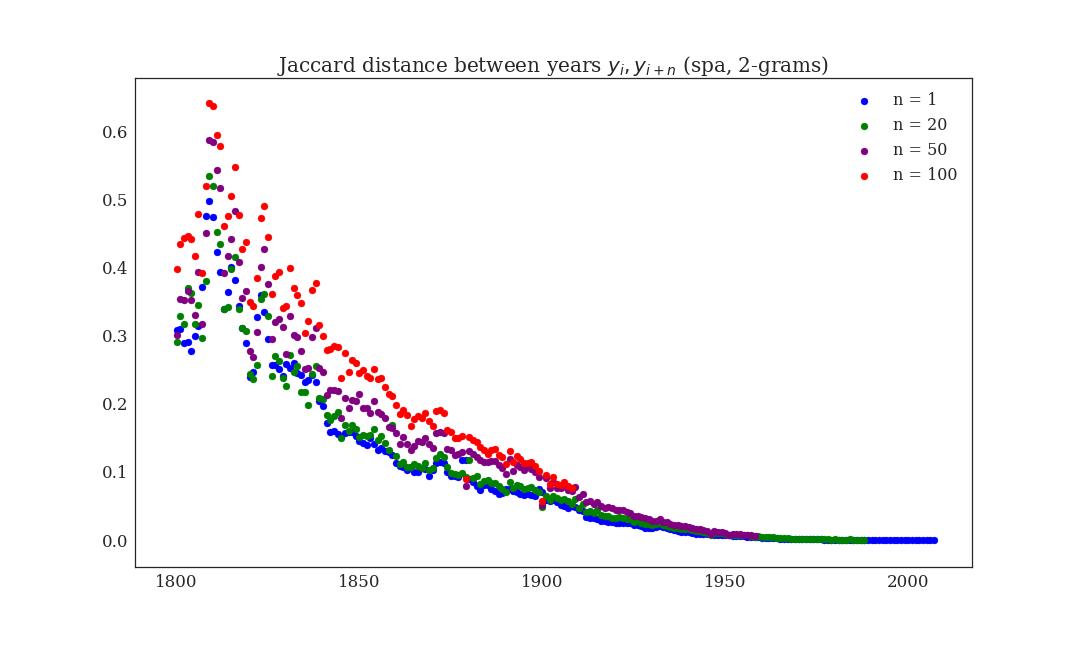 Jaccard distance between years $y_i, y_{i+n}$ (spa, 2-grams)
n = 1
n = 20
n = 50
n = 100
0.6
0.5
0.4
0.3
0.2
0.1
0.0
1800 1850 1900 1950 2000